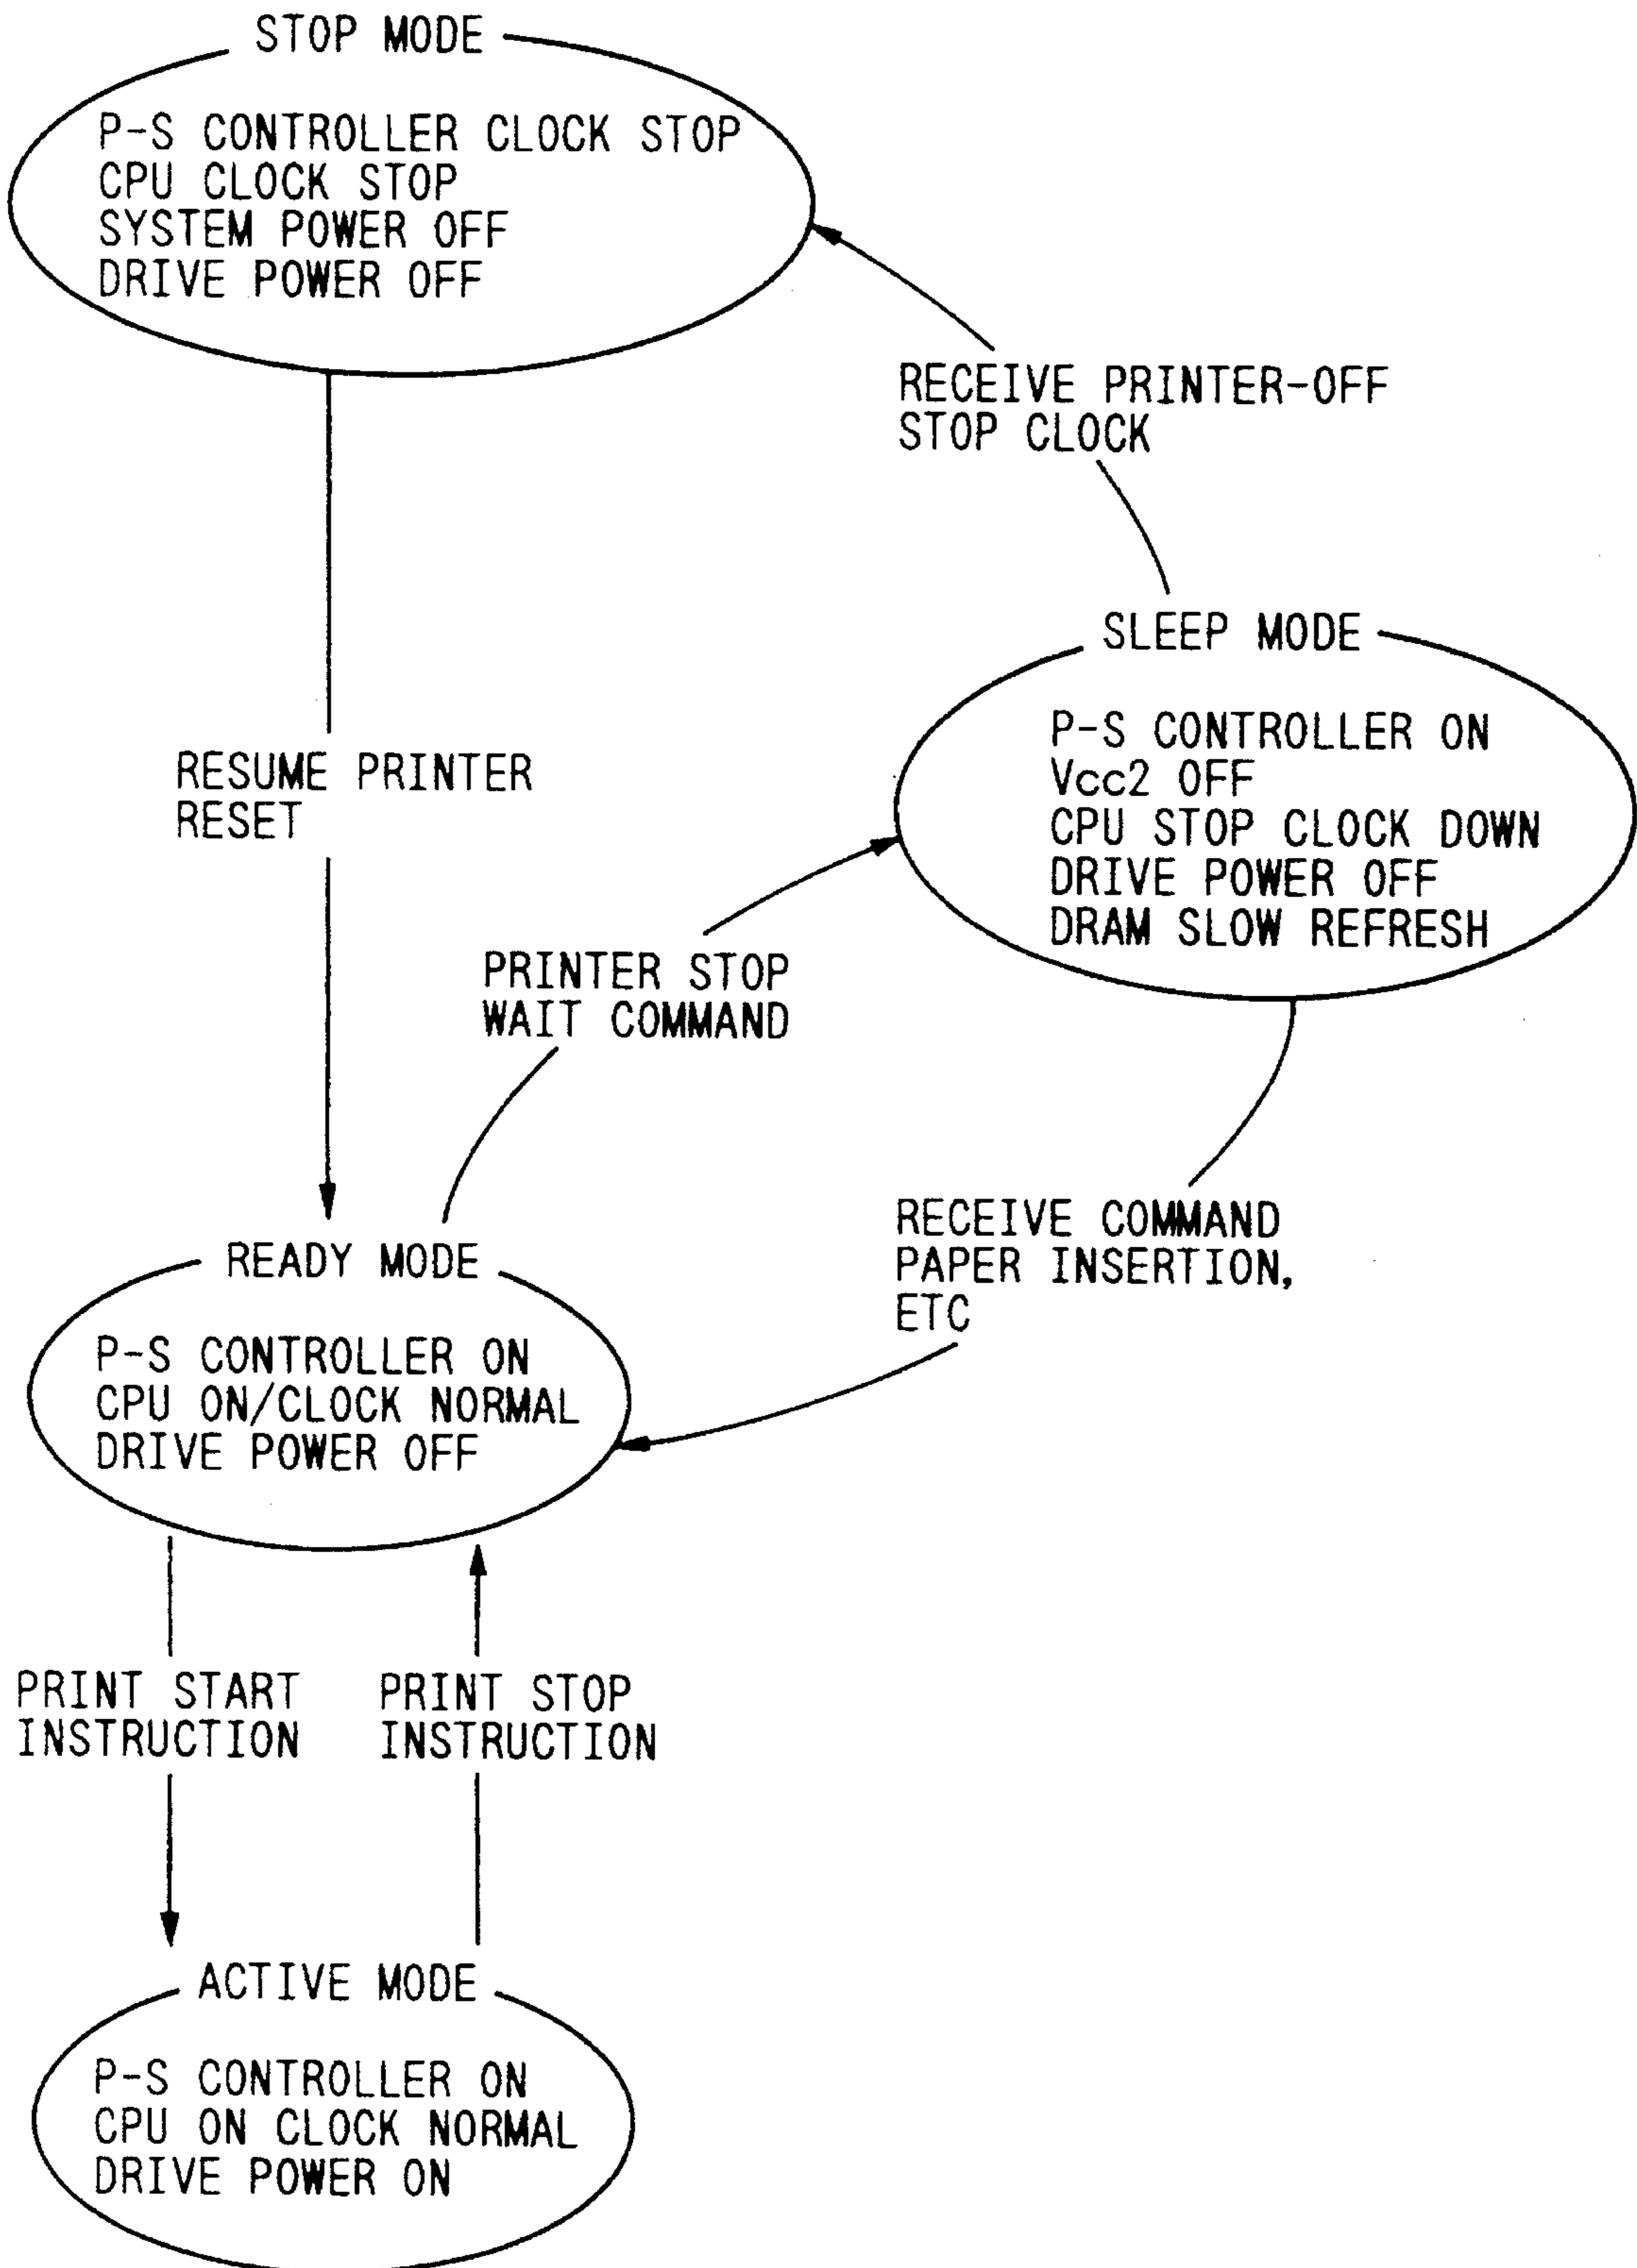 STOP MODE
P-S CONTROLLER CLOCK STOP
CPU CLOCK STOP
SYSTEM POWER OFF
DRIVE POWER OFF
RECEIVE PRINTER-OFF
STOP CLOCK
SLEEP MODE
P-S CONTROLLER ON
Vcc2 OFF
CPU STOP CLOCK DOWN
DRIVE POWER OFF
DRAM SLOW REFRESH
RESUME PRINTER
RESET
PRINTER STOP
WAIT COMMAND
RECEIVE COMMAND
PAPER INSERTION,
ETC
READY MODE
P-S CONTROLLER ON
CPU ON/CLOCK NORMAL
DRIVE POWER OFF
PRINT START
INSTRUCTION
PRINT STOP
INSTRUCTION
ACTIVE MODE
P-S CONTROLLER ON
CPU ON CLOCK NORMAL
DRIVE POWER ON